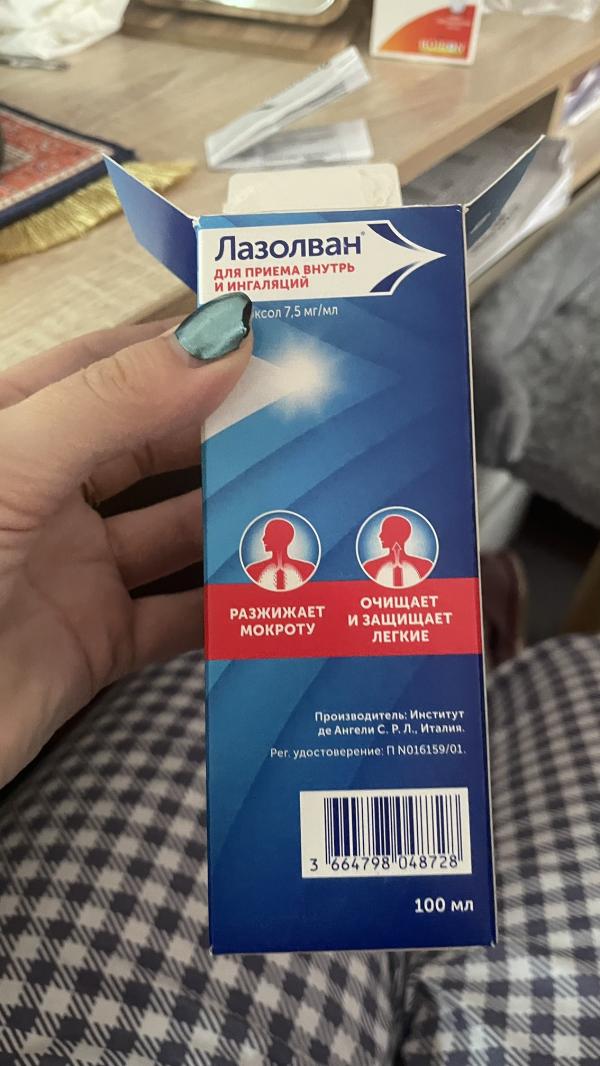 Лазолван®
ДЛЯ ПРИЕМА ВНУТРЬ
И ИНГАЛЯЦИЙ
7,5 мг/мл
РАЗЖИЖАЕТ
МОКРОТУ
ОЧИЩАЕТ
И ЗАЩИЩАЕТ
ЛЕГКИЕ
Производитель: Институт
де Ангели С. Р. Л., Италия.
Рег. удостоверение: П N016159/01.
3 664798 048728
100 мл
BOIRON